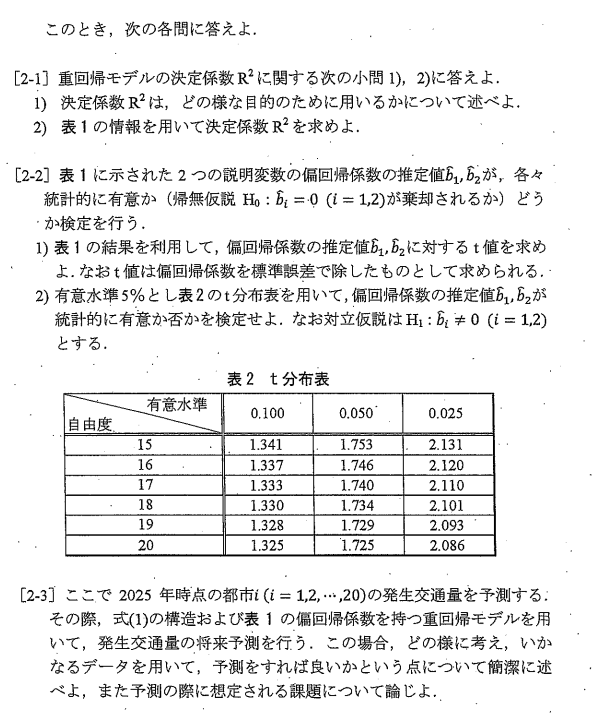 このとき，次の各問に答えよ．
［2-1］重回帰モデルの決定係数 R²に関する次の小問 1)，2)に答えよ．
1) 決定係数 R²は，どの様な目的のために用いるかについて述べよ．
2) 表１の情報を用いて決定係数 R²を求めよ．
［2-2］表１に示された２つの説明変数の偏回帰係数の推定値b̂₁, b̂₂が，各々
統計的に有意か（帰無仮説 H₀ : b̂ᵢ = 0 (i = 1,2)が棄却されるか）どう
か検定を行う．
1) 表１の結果を利用して，偏回帰係数の推定値b̂₁, b̂₂に対するｔ値を求め
よ．なおｔ値は偏回帰係数を標準誤差で除したものとして求められる．
2) 有意水準5％とし表２のｔ分布表を用いて，偏回帰係数の推定値b̂₁, b̂₂が
統計的に有意か否かを検定せよ．なお対立仮説は H₁ : b̂ᵢ ≠ 0 (i = 1,2)
とする．
表２ ｔ分布表
有意水準 0.100 0.050 0.025
自由度
15 1.341 1.753 2.131
16 1.337 1.746 2.120
17 1.333 1.740 2.110
18 1.330 1.734 2.101
19 1.328 1.729 2.093
20 1.325 1.725 2.086
［2-3］ここで 2025 年時点の都市i (i = 1,2,⋯,20)の発生交通量を予測する．
その際，式(1)の構造および表１の偏回帰係数を持つ重回帰モデルを用
いて，発生交通量の将来予測を行う．この場合，どの様に考え，いか
なるデータを用いて，予測をすれば良いかという点について簡潔に述
べよ，また予測の際に想定される課題について論じよ．